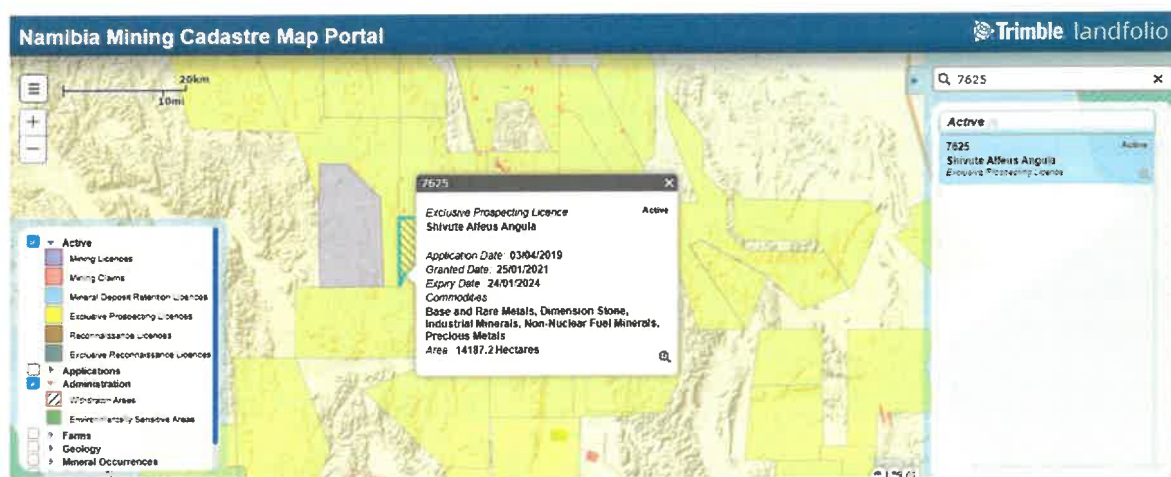 Namibia Mining Cadastre Map Portal
Trimble landfolio
20km
10mi
+
−
7625
×
Active
7625
Active
Shivute Alfeus Angula
Exclusive Prospecting Licence
7625
×
Exclusive Prospecting Licence
Active
Shivute Alfeus Angula
Application Date: 03/04/2019
Granted Date: 25/01/2021
Expiry Date 24/01/2024
Commodities
Base and Rare Metals, Dimension Stone,
Industrial Minerals, Non-Nuclear Fuel Minerals,
Precious Metals
Area 14187.2 Hectares
Active
Mining Licences
Mining Claims
Mineral Deposit Retention Licences
Exclusive Prospecting Licences
Reconnaissance Licences
Exclusive Reconnaissance Licences
Applications
Administration
Withdrawn Areas
Environmentally Sensitive Areas
Farms
Geology
Mineral Occurrences